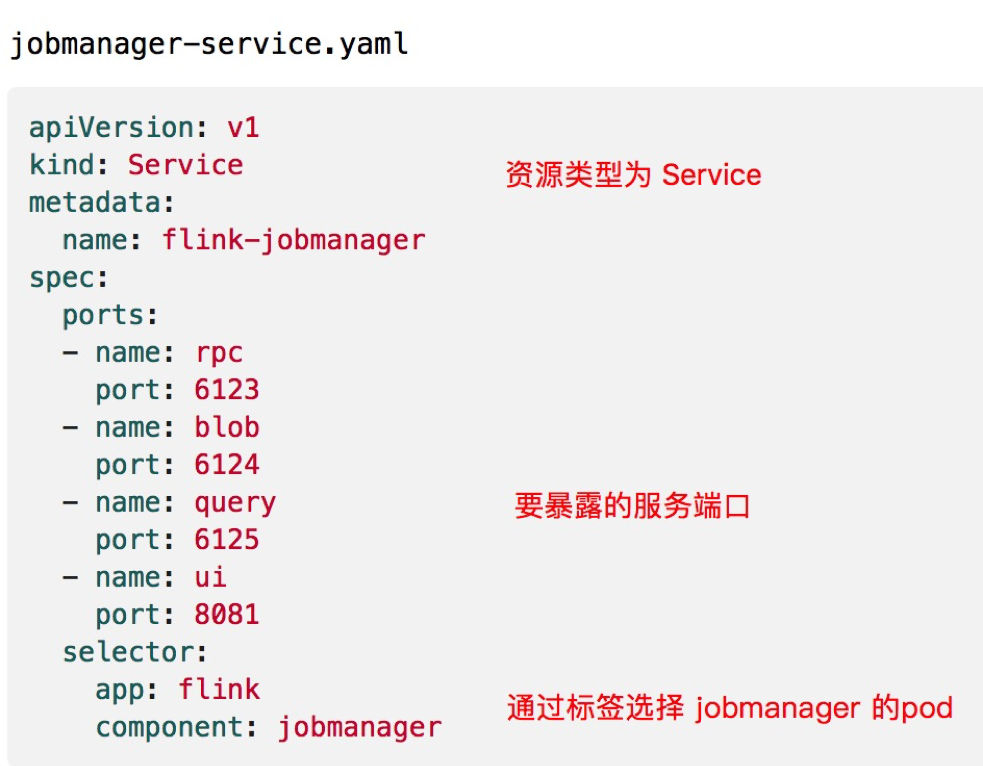 jobmanager-service.yaml
apiVersion: v1
kind: Service
资源类型为 Service
metadata:
  name: flink-jobmanager
spec:
  ports:
  - name: rpc
    port: 6123
  - name: blob
    port: 6124
  - name: query
要暴露的服务端口
    port: 6125
  - name: ui
    port: 8081
  selector:
    app: flink
    component: jobmanager
通过标签选择 jobmanager 的pod